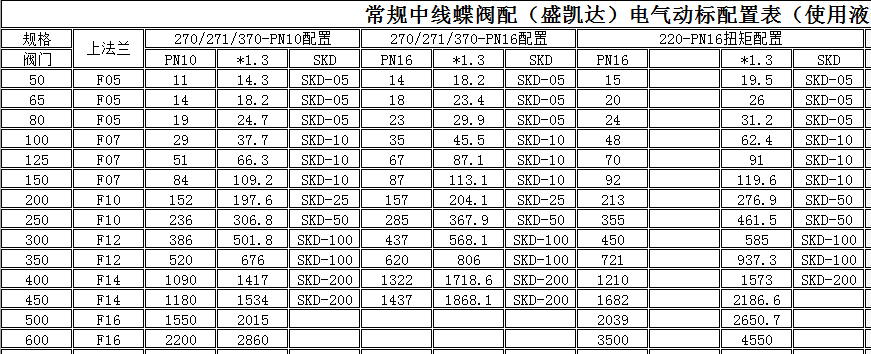 常规中线蝶阀配（盛凯达）电气动标配置表（使用液
规格 上法兰 270/271/370-PN10配置 270/271/370-PN16配置 220-PN16扭矩配置
阀门 PN10 *1.3 SKD PN16 *1.3 SKD PN16 *1.3 SKD
50 F05 11 14.3 SKD-05 14 18.2 SKD-05 15 19.5 SKD-05
65 F05 14 18.2 SKD-05 18 23.4 SKD-05 20 26 SKD-05
80 F05 19 24.7 SKD-05 23 29.9 SKD-05 24 31.2 SKD-05
100 F07 29 37.7 SKD-10 35 45.5 SKD-10 48 62.4 SKD-10
125 F07 51 66.3 SKD-10 67 87.1 SKD-10 70 91 SKD-10
150 F07 84 109.2 SKD-10 87 113.1 SKD-10 92 119.6 SKD-10
200 F10 152 197.6 SKD-25 157 204.1 SKD-25 213 276.9 SKD-50
250 F10 236 306.8 SKD-50 285 367.9 SKD-50 355 461.5 SKD-50
300 F12 386 501.8 SKD-100 437 568.1 SKD-100 450 585 SKD-100
350 F12 520 676 SKD-100 620 806 SKD-100 721 937.3 SKD-100
400 F14 1090 1417 SKD-200 1322 1718.6 SKD-200 1210 1573 SKD-200
450 F14 1180 1534 SKD-200 1437 1868.1 SKD-200 1682 2186.6
500 F16 1550 2015 2039 2650.7
600 F16 2200 2860 3500 4550